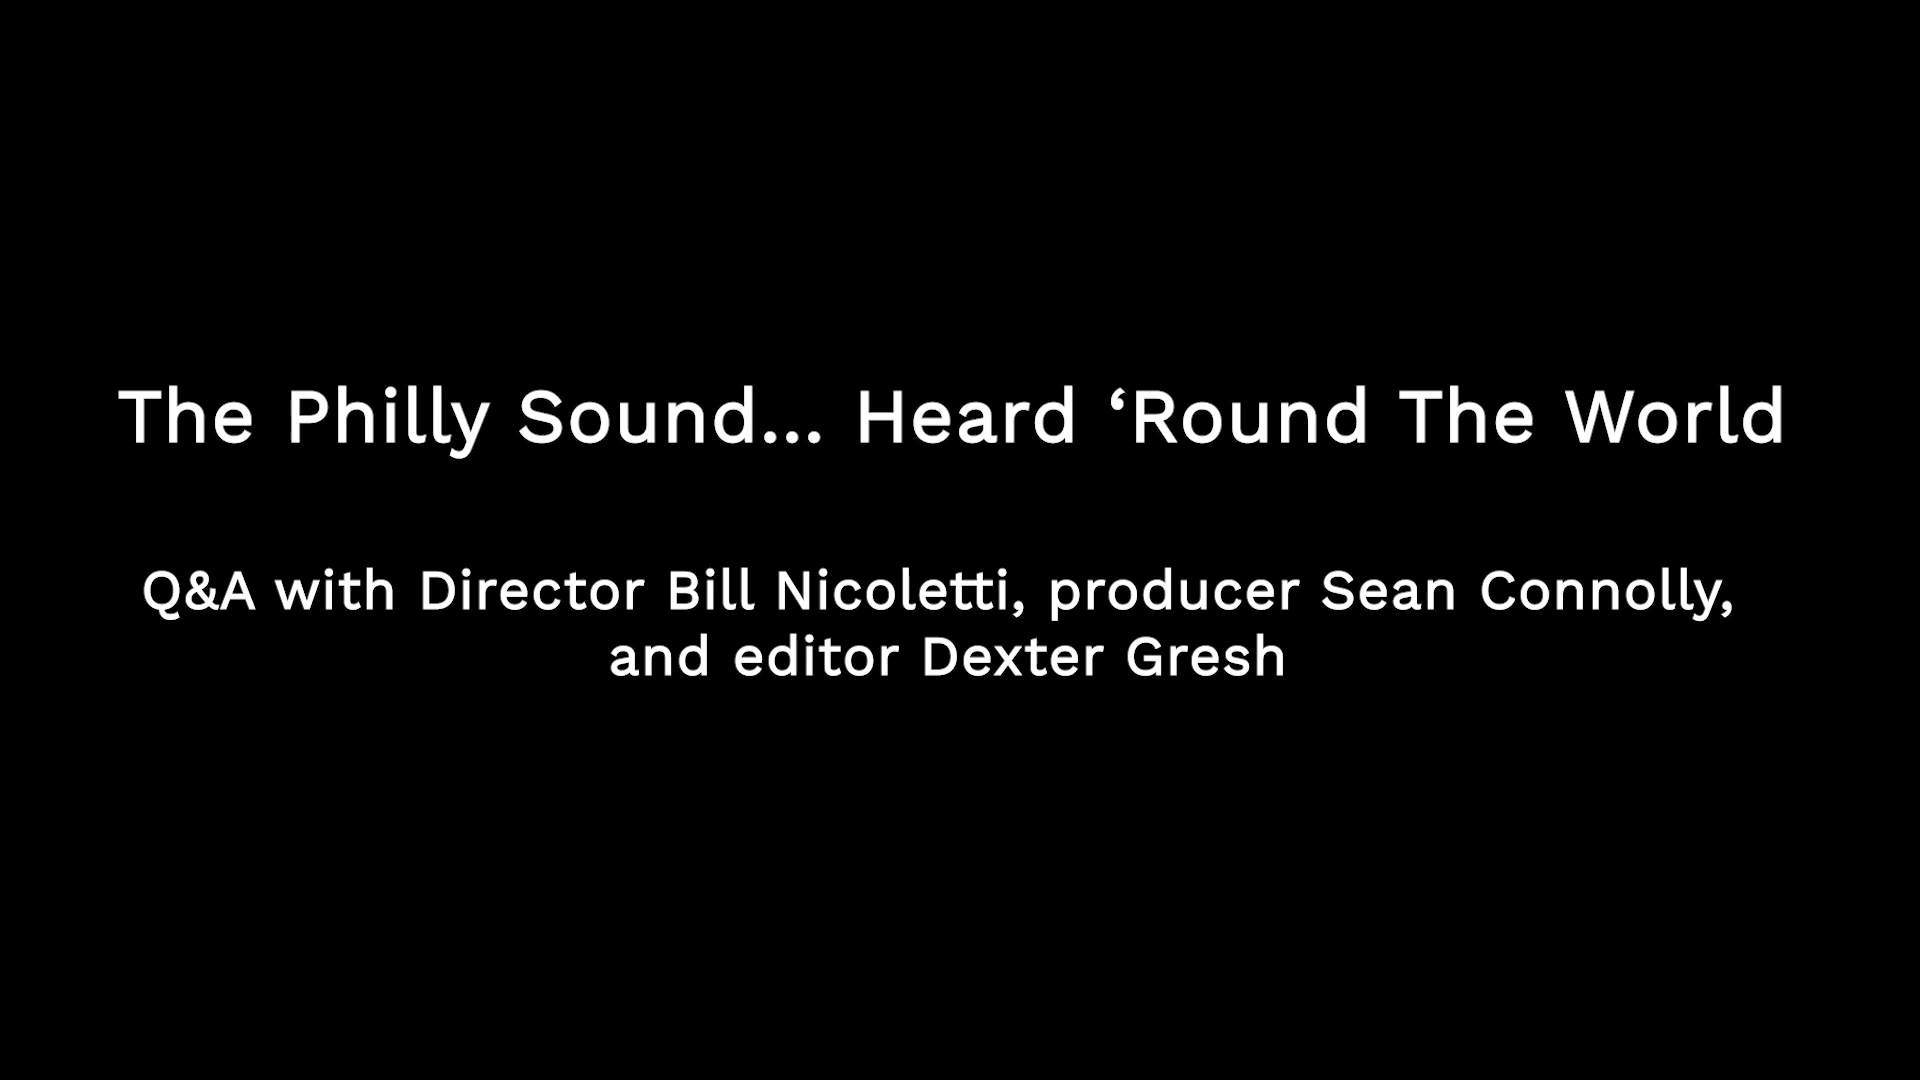 The Philly Sound... Heard ‘Round The World
Q&A with Director Bill Nicoletti, producer Sean Connolly,
and editor Dexter Gresh